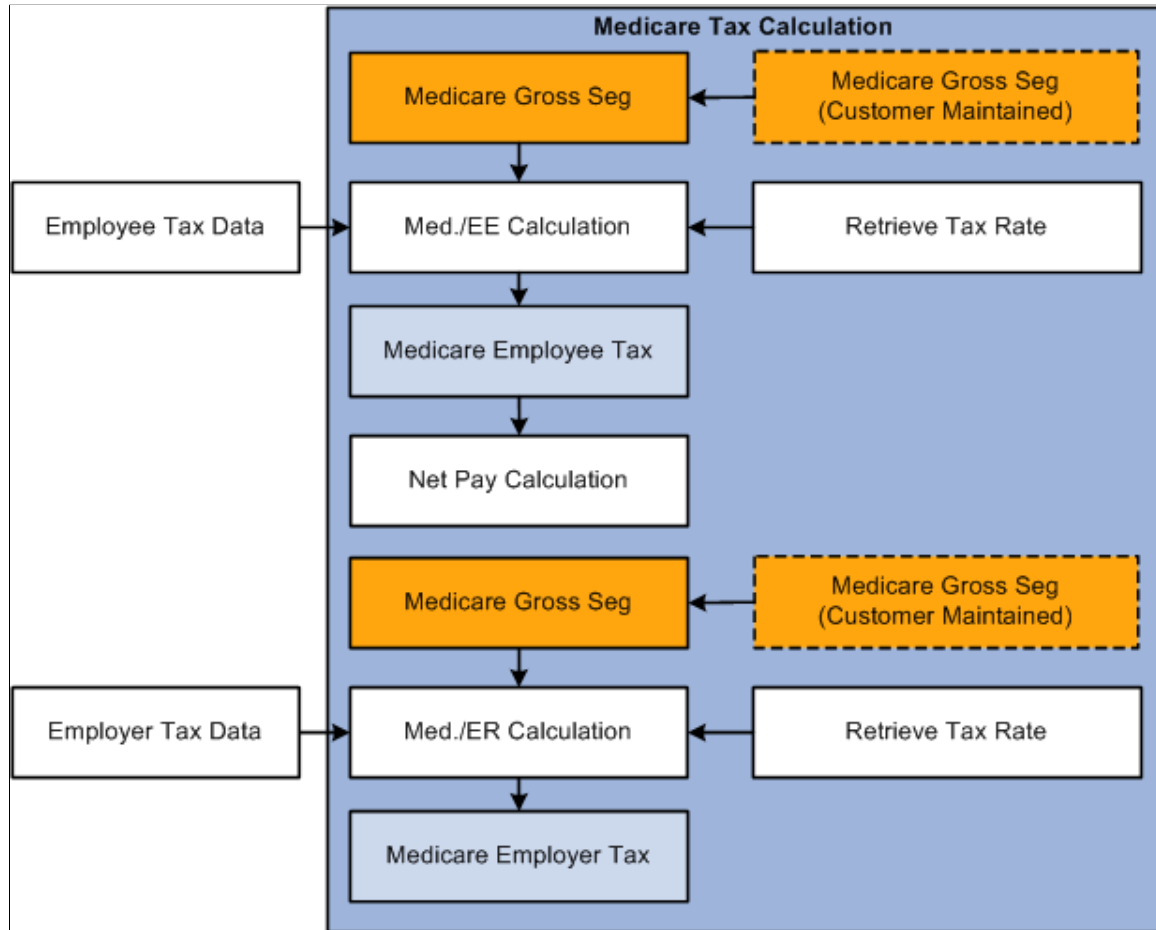 Medicare Tax Calculation
Medicare Gross Seg
Medicare Gross Seg
(Customer Maintained)
Employee Tax Data
Med./EE Calculation
Retrieve Tax Rate
Medicare Employee Tax
Net Pay Calculation
Medicare Gross Seg
Medicare Gross Seg
(Customer Maintained)
Employer Tax Data
Med./ER Calculation
Retrieve Tax Rate
Medicare Employer Tax